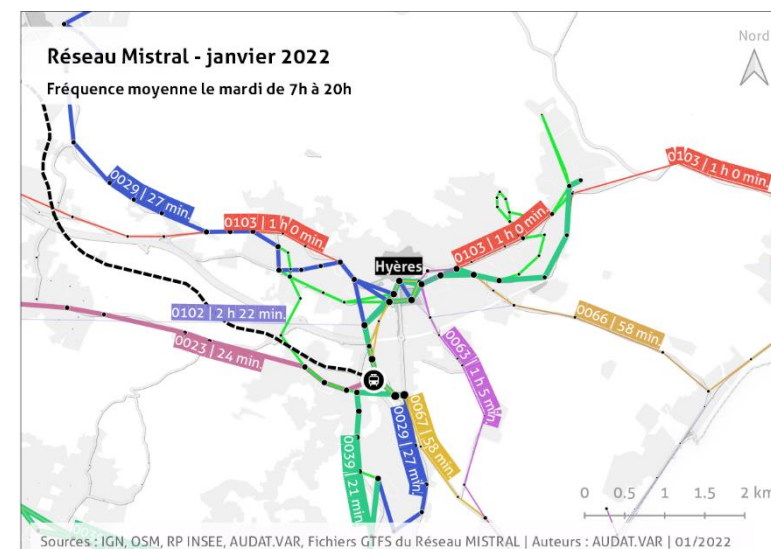 Réseau Mistral - janvier 2022
Nord
Fréquence moyenne le mardi de 7h à 20h
0103 | 1 h 0 min.
0029 | 27 min.
0103 | 1 h 0 min.
0103 | 1 h 0 min.
Hyères
0102 | 2 h 22 min.
0066 | 58 min.
0023 | 24 min.
0063 | 1 h 5 min.
0067 | 58 min.
0029 | 27 min.
0039 | 21 min.
0 0.5 1 1.5 2 km
Sources : IGN, OSM, RP INSEE, AUDAT.VAR, Fichiers GTFS du Réseau MISTRAL | Auteurs : AUDAT.VAR | 01/2022